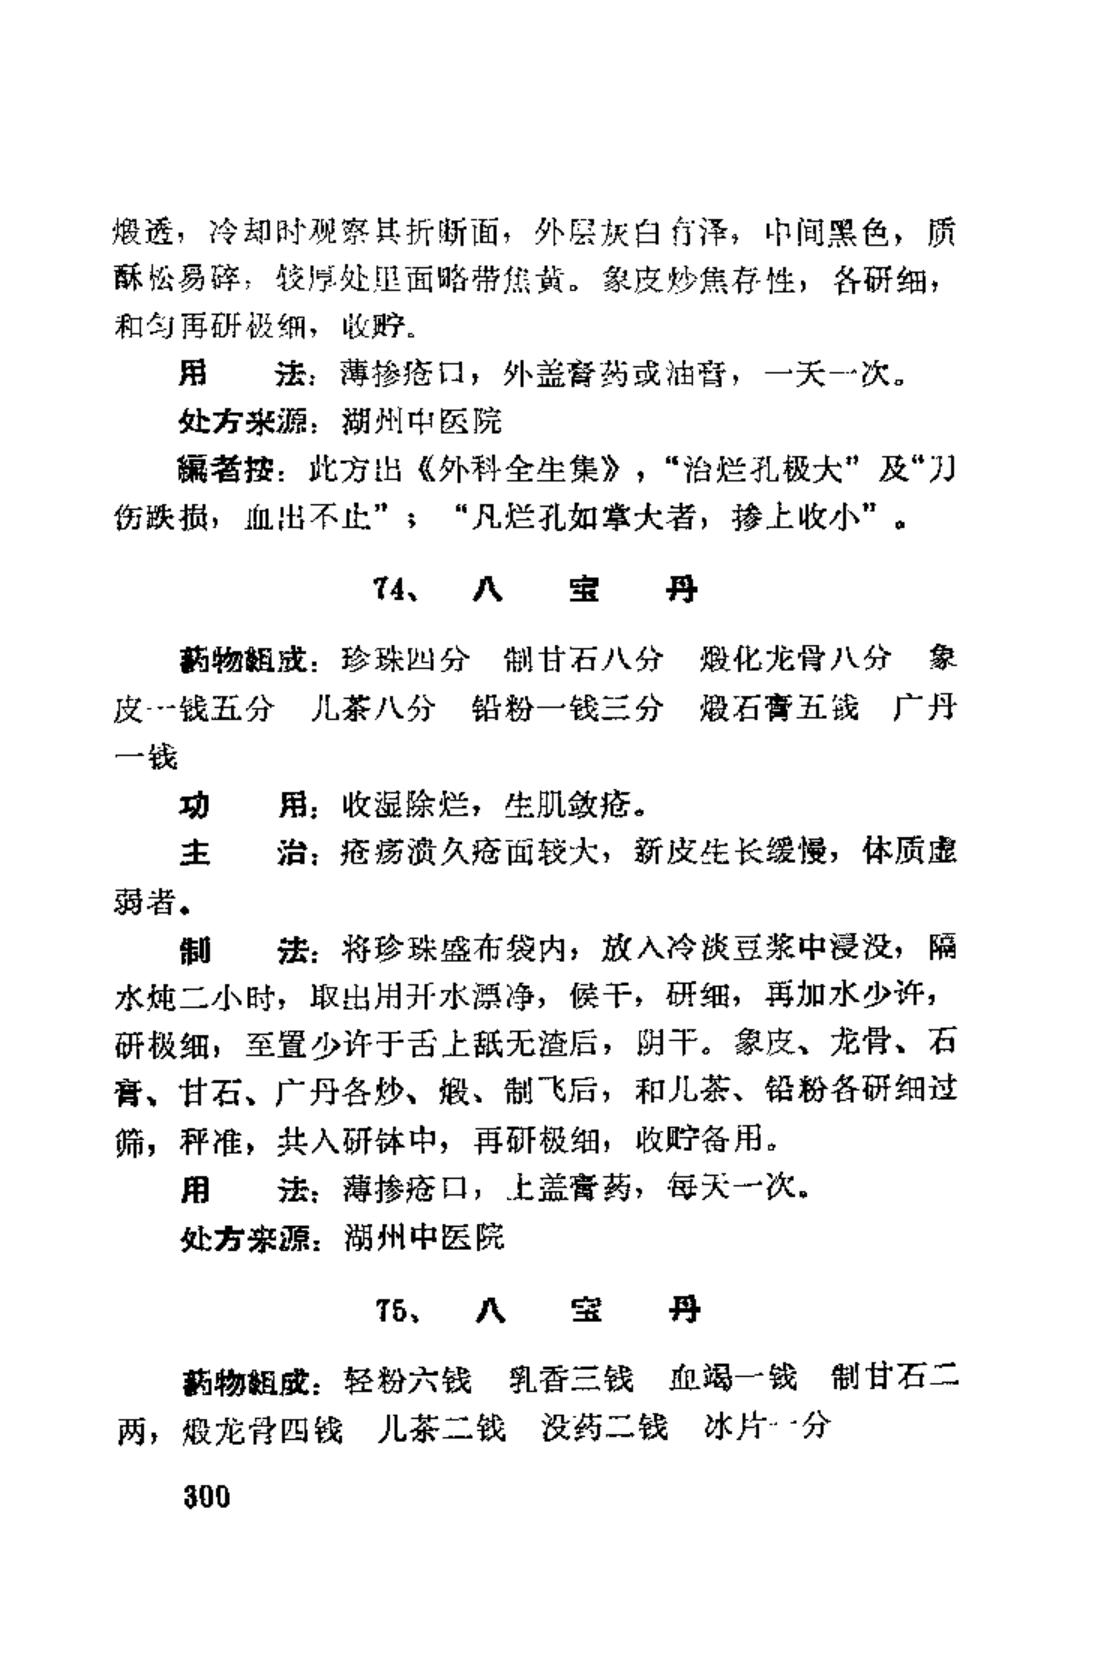 煅透，冷却时观察其折断面，外层灰白有泽，中间黑色，质
酥松易碎，较厚处里面略带焦黄。象皮炒焦存性，各研细，
和匀再研极细，收贮。
用　　法：薄掺疮口，外盖膏药或油膏，一天一次。
处方来源：湖州中医院
编者按：此方出《外科全生集》，“治烂孔极大”及“刀
伤跌损，血出不止”；“凡烂孔如掌大者，掺上收小”。
74、　八　宝　丹
药物组成：珍珠四分　制甘石八分　煅化龙骨八分　象
皮一钱五分　儿茶八分　铅粉一钱三分　煅石膏五钱　广丹
一钱
功　　用：收湿除烂，生肌敛疮。
主　　治：疮疡溃久疮面较大，新皮生长缓慢，体质虚
弱者。
制　　法：将珍珠盛布袋内，放入冷淡豆浆中浸没，隔
水炖二小时，取出用开水漂净，候干，研细，再加水少许，
研极细，至置少许于舌上舐无渣后，阴干。象皮、龙骨、石
膏、甘石、广丹各炒、煅、制飞后，和儿茶、铅粉各研细过
筛，秤准，共入研钵中，再研极细，收贮备用。
用　　法：薄掺疮口，上盖膏药，每天一次。
处方来源：湖州中医院
75、　八　宝　丹
药物组成：轻粉六钱　乳香三钱　血竭一钱　制甘石二
两，煅龙骨四钱　儿茶二钱　没药二钱　冰片一分
300